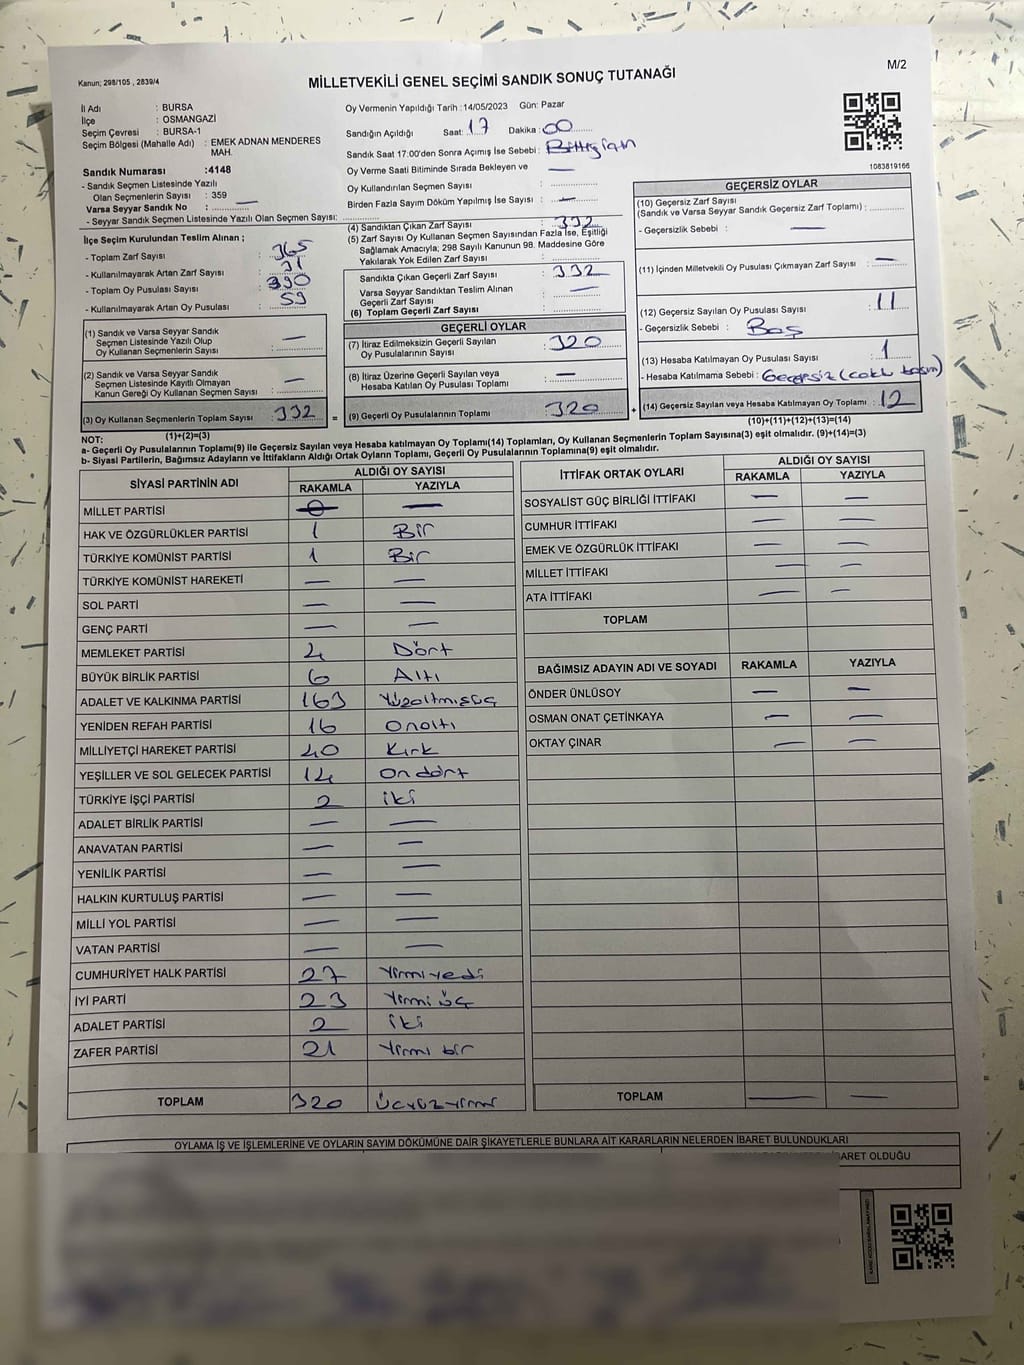 Kanun: 298/105 , 2839/4
M/2
MİLLETVEKİLİ GENEL SEÇİMİ SANDIK SONUÇ TUTANAĞI
İl Adı : BURSA
İlçe : OSMANGAZİ
Seçim Çevresi : BURSA-1
Seçim Bölgesi (Mahalle Adı) : EMEK ADNAN MENDERES
MAH.
Sandık Numarası :4148
- Sandık Seçmen Listesinde Yazılı
Olan Seçmenlerin Sayısı : 359
Varsa Seyyar Sandık No : —
- Seyyar Sandık Seçmen Listesinde Yazılı Olan Seçmen Sayısı:
Oy Vermenin Yapıldığı Tarih :14/05/2023 Gün: Pazar
Sandığın Açıldığı Saat: 17 Dakika : 00
Sandık Saat 17:00'den Sonra Açımış İse Sebebi :
Oy Verme Saati Bitiminde Sırada Bekleyen ve —
Oy Kullandırılan Seçmen Sayısı :
Birden Fazla Sayım Döküm Yapılmış İse Sayısı : —
1083819166
İlçe Seçim Kurulundan Teslim Alınan ;
- Toplam Zarf Sayısı : 365
- Kullanılmayarak Artan Zarf Sayısı : 31
- Toplam Oy Pusulası Sayısı : 390
- Kullanılmayarak Artan Oy Pusulası : 59
(1) Sandık ve Varsa Seyyar Sandık
Seçmen Listesinde Yazılı Olup
Oy Kullanan Seçmenlerin Sayısı : —
(2) Sandık ve Varsa Seyyar Sandık
Seçmen Listesinde Kayıtlı Olmayan
Kanun Gereği Oy Kullanan Seçmen Sayısı : —
(3) Oy Kullanan Seçmenlerin Toplam Sayısı : 332
(1)+(2)=(3)
(4) Sandıktan Çıkan Zarf Sayısı : 332
(5) Zarf Sayısı Oy Kullanan Seçmen Sayısından Fazla İse, Eşitliği
Sağlamak Amacıyla; 298 Sayılı Kanunun 98. Maddesine Göre
Yakılarak Yok Edilen Zarf Sayısı :
Sandıkta Çıkan Geçerli Zarf Sayısı : 332
Varsa Seyyar Sandıktan Teslim Alınan
Geçerli Zarf Sayısı : —
(6) Toplam Geçerli Zarf Sayısı :
=
GEÇERLİ OYLAR
(7) İtiraz Edilmeksizin Geçerli Sayılan
Oy Pusulalarının Sayısı : 320
(8) İtiraz Üzerine Geçerli Sayılan veya
Hesaba Katılan Oy Pusulası Toplamı : —
(9) Geçerli Oy Pusulalarının Toplamı : 320
+
GEÇERSİZ OYLAR
(10) Geçersiz Zarf Sayısı
(Sandık ve Varsa Seyyar Sandık Geçersiz Zarf Toplamı) :
- Geçersizlik Sebebi : —
(11) İçinden Milletvekili Oy Pusulası Çıkmayan Zarf Sayısı : —
(12) Geçersiz Sayılan Oy Pusulası Sayısı : 11
- Geçersizlik Sebebi : Boş
(13) Hesaba Katılmayan Oy Pusulası Sayısı : 1
- Hesaba Katılmama Sebebi : Geçersiz (
(14) Geçersiz Sayılan veya Hesaba Katılmayan Oy Toplamı : 12
(10)+(11)+(12)+(13)=(14)
NOT:
a- Geçerli Oy Pusulasının Toplamı(9) ile Geçersiz Sayılan veya Hesaba katılmayan Oy Toplamı(14) Toplamları, Oy Kullanan Seçmenlerin Toplam Sayısına(3) eşit olmalıdır. (9)+(14)=(3)
b- Siyasi Partilerin, Bağımsız Adayların ve İttifakların Aldığı Ortak Oyların Toplamı, Geçerli Oy Pusulasının Toplamına(9) eşit olmalıdır.
SİYASİ PARTİNİN ADI ALDIĞI OY SAYISI
RAKAMLA YAZIYLA
MİLLET PARTİSİ —
HAK VE ÖZGÜRLÜKLER PARTİSİ 1 Bir
TÜRKİYE KOMÜNİST PARTİSİ 1 Bir
TÜRKİYE KOMÜNİST HAREKETİ — —
SOL PARTİ — —
GENÇ PARTİ — —
MEMLEKET PARTİSİ 4 Dört
BÜYÜK BİRLİK PARTİSİ 6 Altı
ADALET VE KALKINMA PARTİSİ 163 Yüzaltmışüç
YENİDEN REFAH PARTİSİ 16 Onaltı
MİLLİYETÇİ HAREKET PARTİSİ 40 Kırk
YEŞİLLER VE SOL GELECEK PARTİSİ 14 Ondört
TÜRKİYE İŞÇİ PARTİSİ 2 iki
ADALET BİRLİK PARTİSİ — —
ANAVATAN PARTİSİ — —
YENİLİK PARTİSİ — —
HALKIN KURTULUŞ PARTİSİ — —
MİLLİ YOL PARTİSİ — —
VATAN PARTİSİ — —
CUMHURİYET HALK PARTİSİ 27 Yirmiyedi
İYİ PARTİ 23 Yirmi üç
ADALET PARTİSİ 2 iki
ZAFER PARTİSİ 21 Yirmi bir
TOPLAM 320 Üçyüzyirmi
İTTİFAK ORTAK OYLARI ALDIĞI OY SAYISI
RAKAMLA YAZIYLA
SOSYALİST GÜÇ BİRLİĞİ İTTİFAKI — —
CUMHUR İTTİFAKI — —
EMEK VE ÖZGÜRLÜK İTTİFAKI — —
MİLLET İTTİFAKI — —
ATA İTTİFAKI — —
TOPLAM
BAĞIMSIZ ADAYIN ADI VE SOYADI RAKAMLA YAZIYLA
ÖNDER ÜNLÜSOY — —
OSMAN ONAT ÇETİNKAYA — —
OKTAY ÇINAR — —
TOPLAM — —
OYLAMA İŞ VE İŞLEMLERİNE VE OYLARIN SAYIM DÖKÜMÜNE DAİR ŞİKAYETLERLE BUNLARA AİT KARARLARIN NELERDEN İBARET BULUNDUKLARI
BARET OLDUĞU